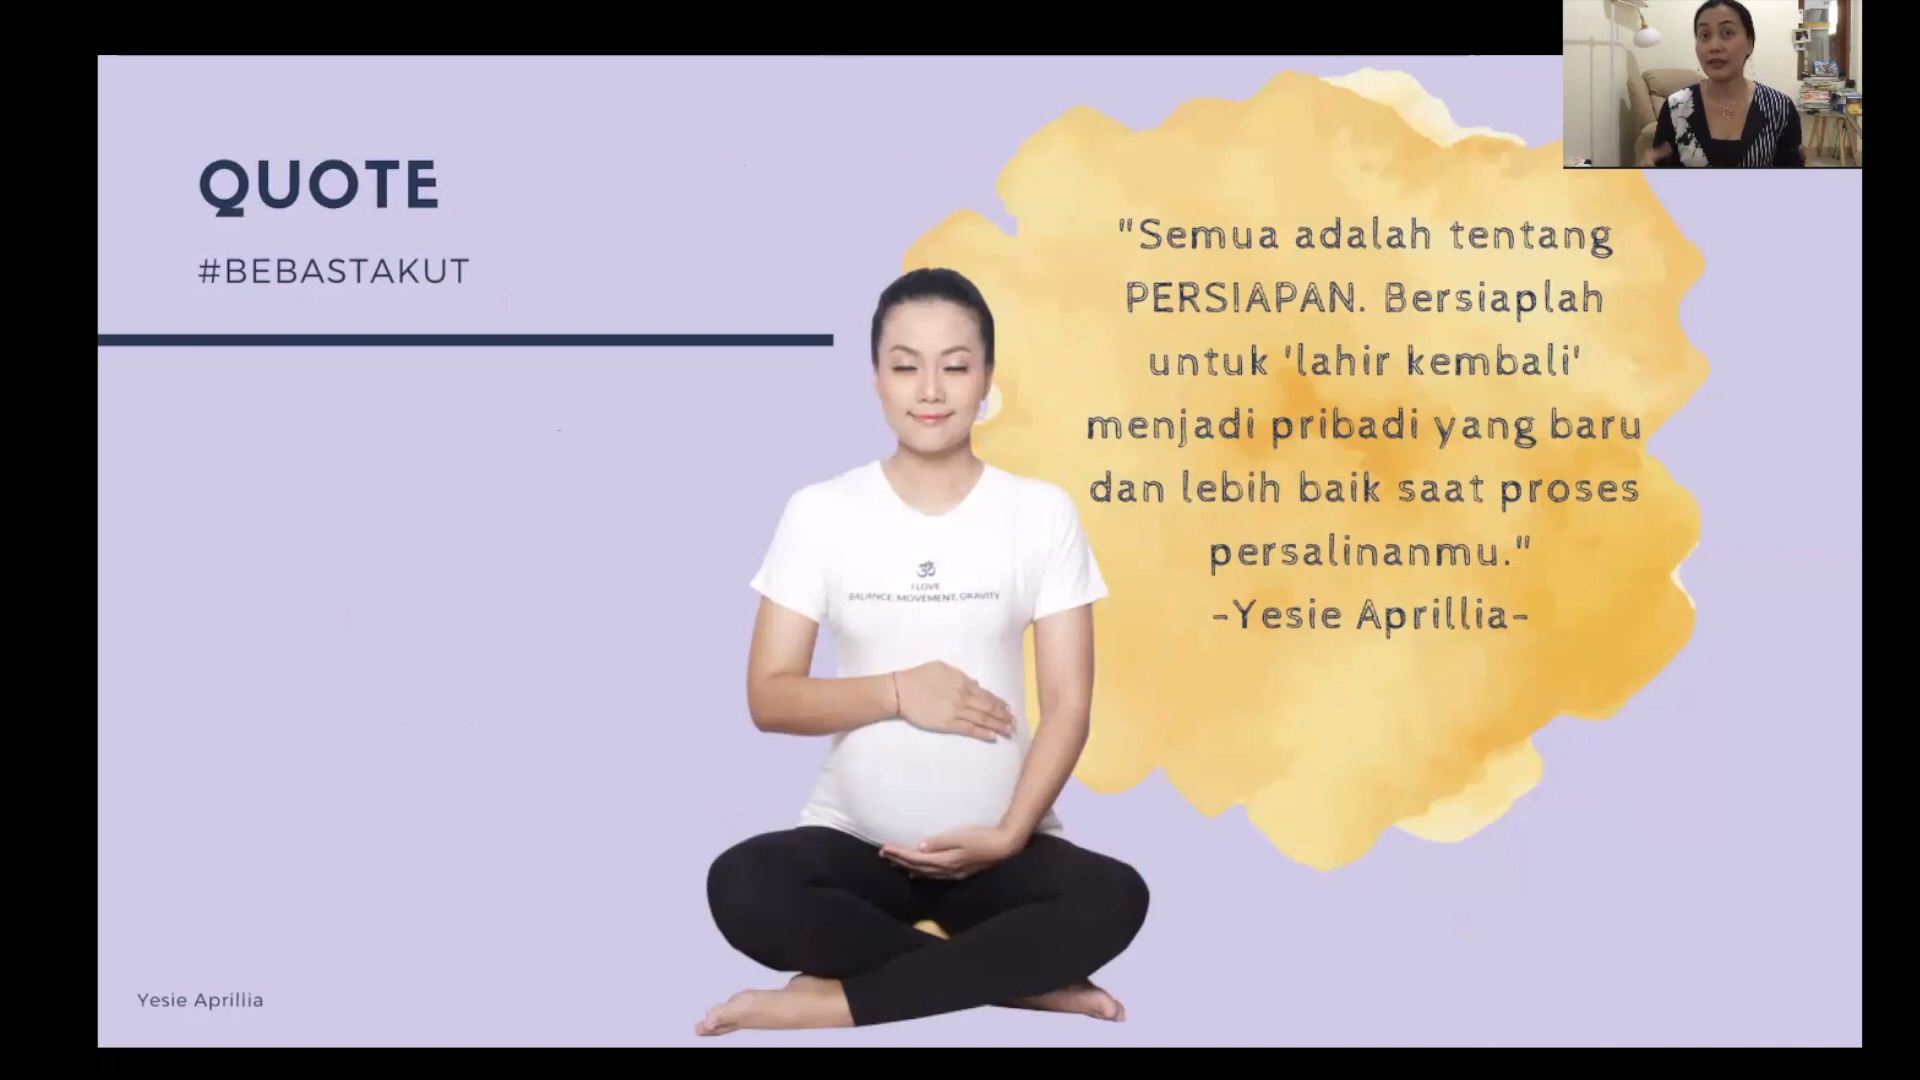 QUOTE
#BEBASTAKUT
"Semua adalah tentang
PERSIAPAN. Bersiaplah
untuk 'lahir kembali'
menjadi pribadi yang baru
dan lebih baik saat proses
persalinanmu."
-Yesie Aprillia-
ॐ
I LOVE
BALANCE, MOVEMENT, GRAVITY
Yesie Aprillia